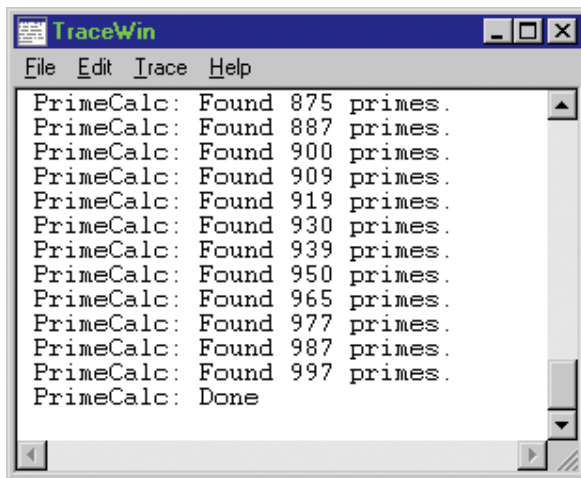 TraceWin
File Edit Trace Help
PrimeCalc: Found 875 primes.
PrimeCalc: Found 887 primes.
PrimeCalc: Found 900 primes.
PrimeCalc: Found 909 primes.
PrimeCalc: Found 919 primes.
PrimeCalc: Found 930 primes.
PrimeCalc: Found 939 primes.
PrimeCalc: Found 950 primes.
PrimeCalc: Found 965 primes.
PrimeCalc: Found 977 primes.
PrimeCalc: Found 987 primes.
PrimeCalc: Found 997 primes.
PrimeCalc: Done